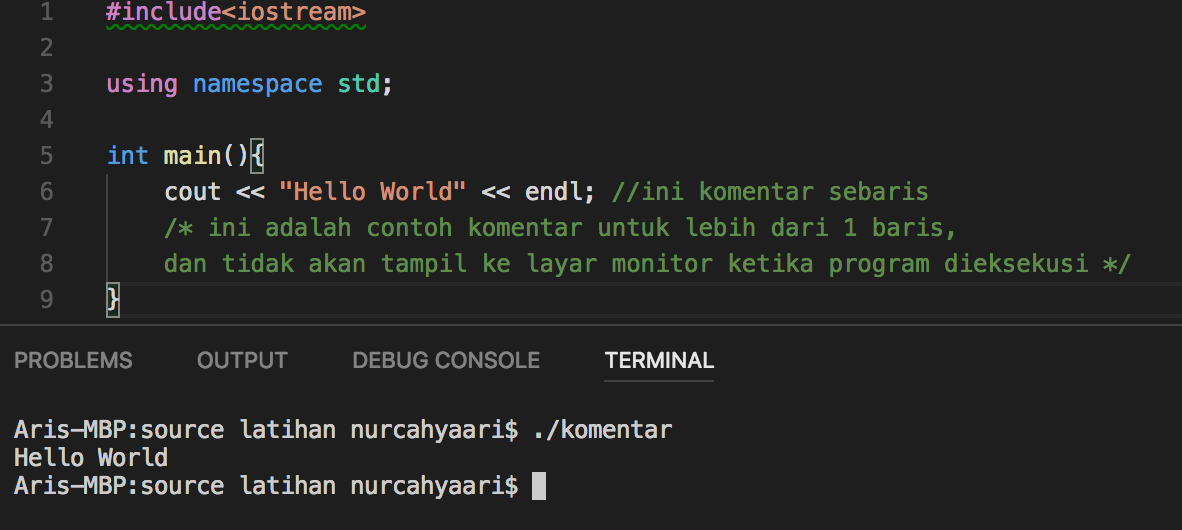 1 #include<iostream>
2
3 using namespace std;
4
5 int main(){
6 cout << "Hello World" << endl; //ini komentar sebaris
7 /* ini adalah contoh komentar untuk lebih dari 1 baris,
8 dan tidak akan tampil ke layar monitor ketika program dieksekusi */
9 }
PROBLEMS OUTPUT DEBUG CONSOLE TERMINAL
Aris-MBP:source latihan nurcahyaari$ ./komentar
Hello World
Aris-MBP:source latihan nurcahyaari$